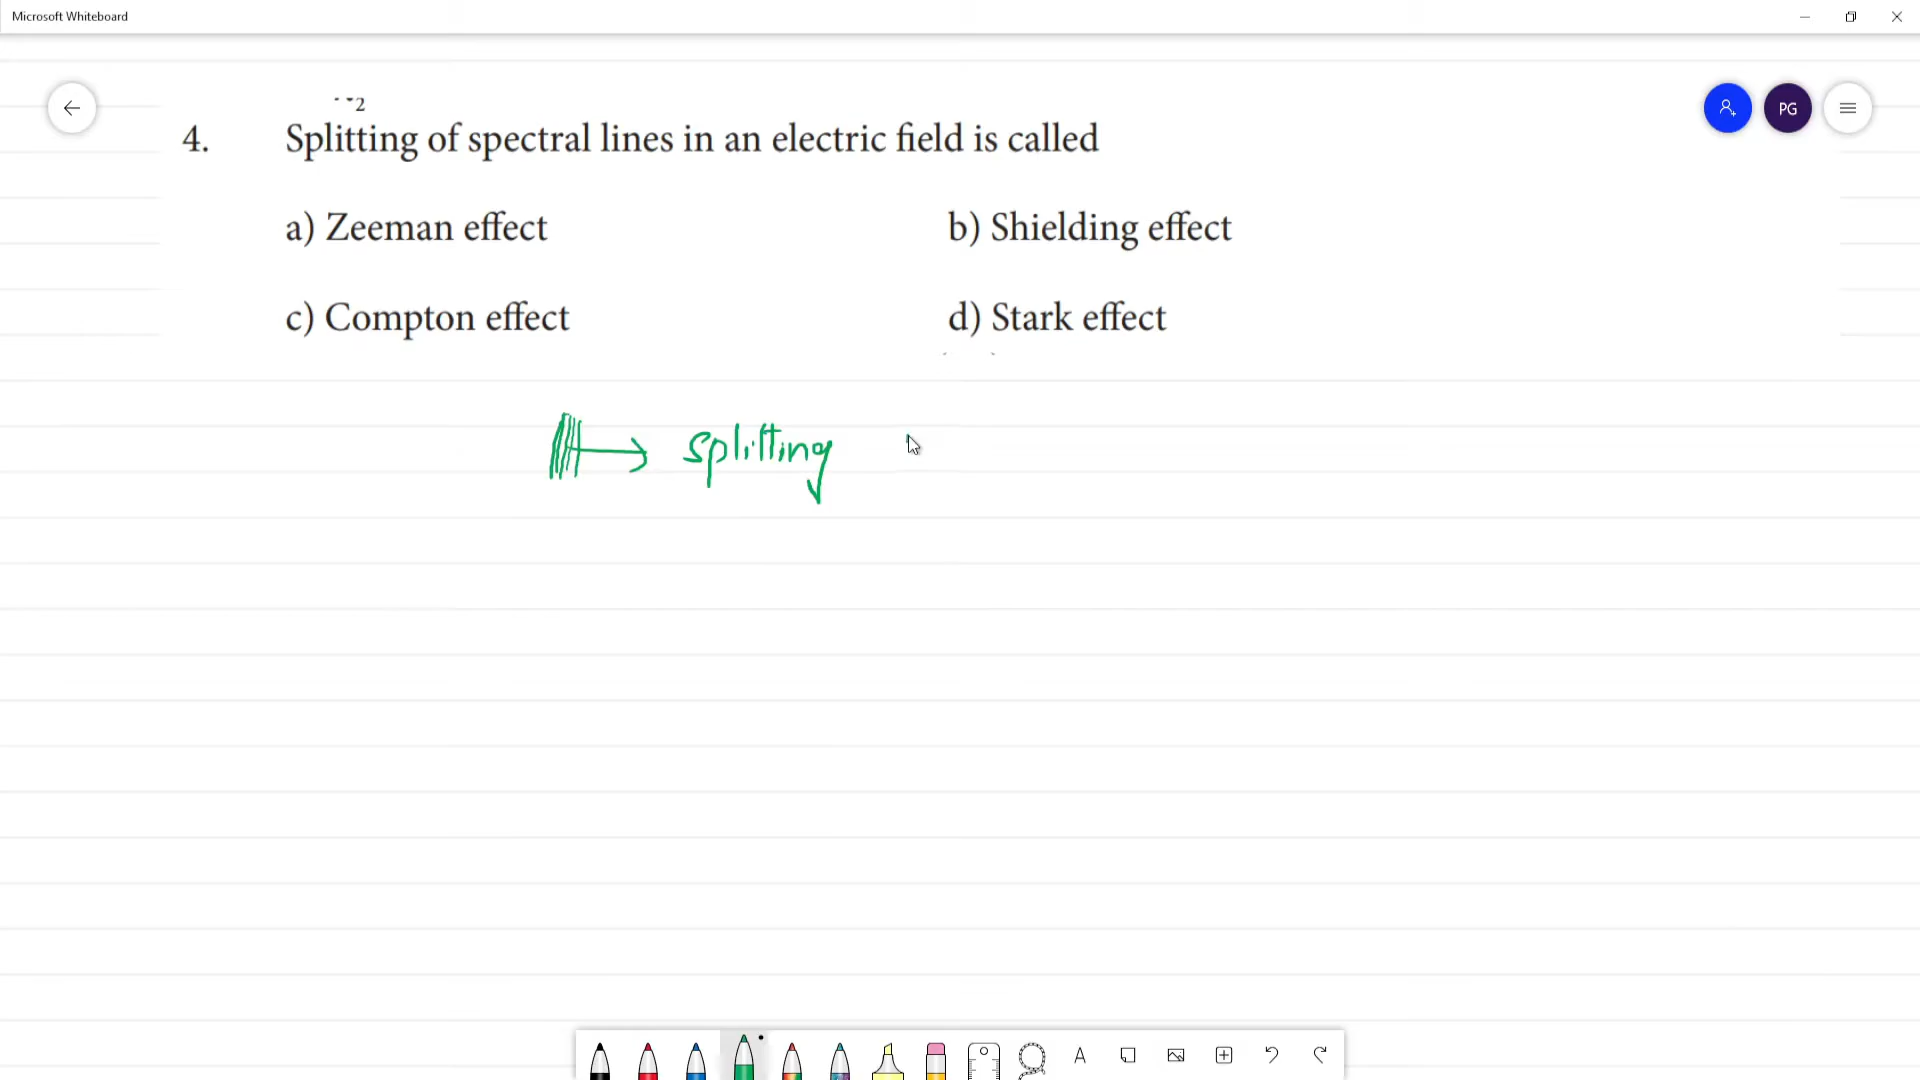 Microsoft Whiteboard
PG
4. Splitting of spectral lines in an electric field is called
a) Zeeman effect b) Shielding effect
c) Compton effect d) Stark effect
splitting
A